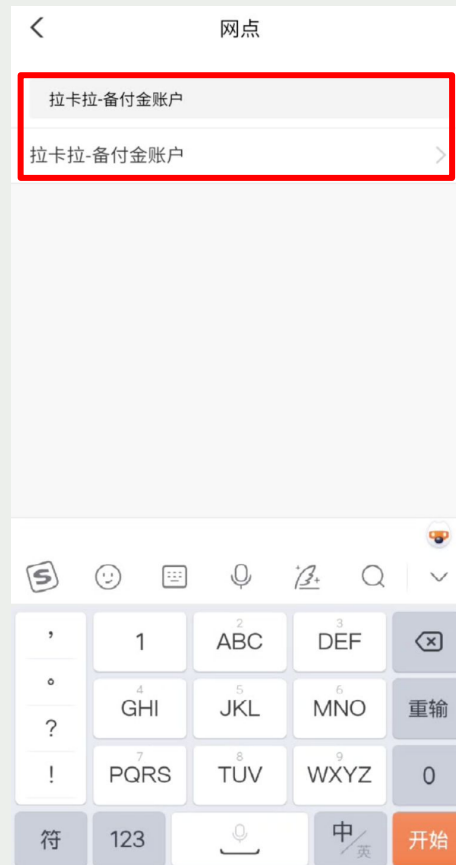 网点
拉卡拉-备付金账户
拉卡拉-备付金账户
S
, 1 2 ABC 3 DEF
。 4 GHI 5 JKL 6 MNO 重输
?
! 7 PQRS 8 TUV 9 WXYZ 0
符 123 中/英 开始